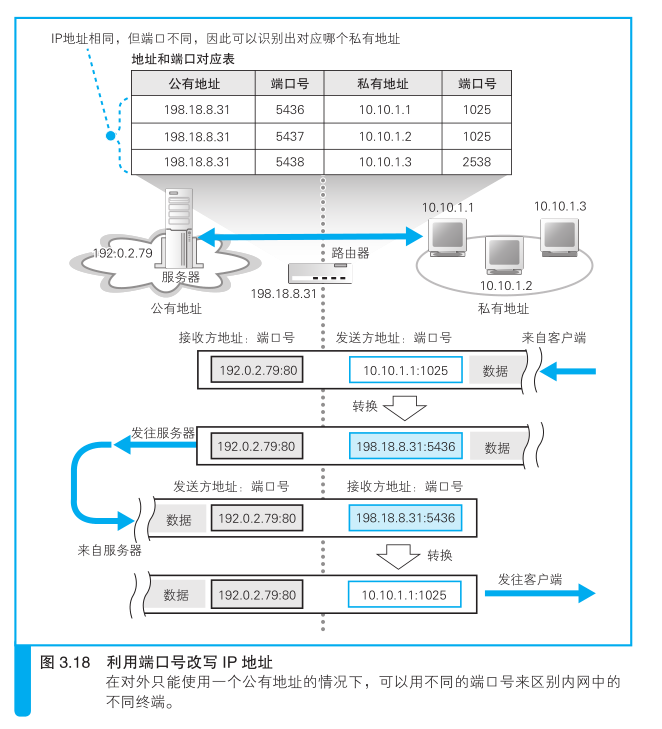 IP地址相同，但端口不同，因此可以识别出对应哪个私有地址
地址和端口对应表
公有地址 端口号 私有地址 端口号
198.18.8.31 5436 10.10.1.1 1025
198.18.8.31 5437 10.10.1.2 1025
198.18.8.31 5438 10.10.1.3 2538
10.10.1.1
10.10.1.3
192.0.2.79
服务器
路由器
198.18.8.31
10.10.1.2
公有地址
私有地址
接收方地址：端口号 发送方地址：端口号 来自客户端
192.0.2.79:80 10.10.1.1:1025 数据
转换
发往服务器
192.0.2.79:80 198.18.8.31:5436 数据
发送方地址：端口号 接收方地址：端口号
数据 192.0.2.79:80 198.18.8.31:5436
来自服务器
转换
发往客户端
数据 192.0.2.79:80 10.10.1.1:1025
图 3.18 利用端口号改写 IP 地址
在对外只能使用一个公有地址的情况下，可以用不同的端口号来区别内网中的
不同终端。